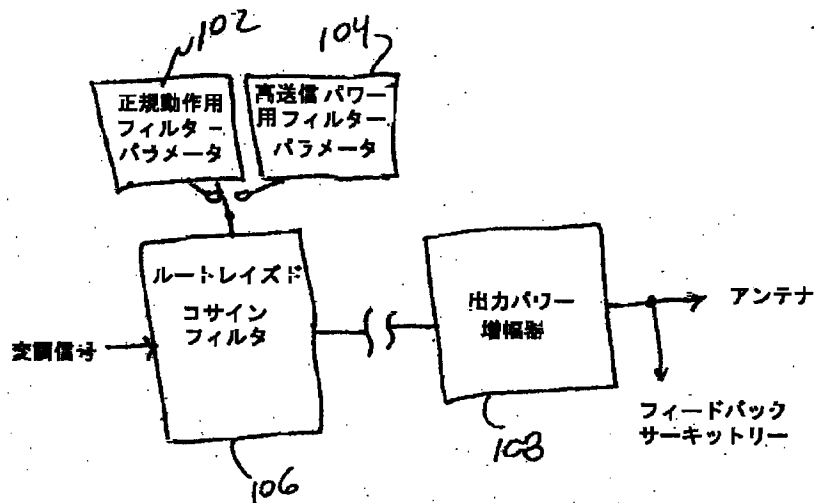 102
104
正規動作用
フィルター
パラメータ
高送信パワー
用フィルター
パラメータ
ルートレイズド
コサイン
フィルタ
変調信号
出力パワー
増幅器
アンテナ
フィードバック
サーキットリー
106
108